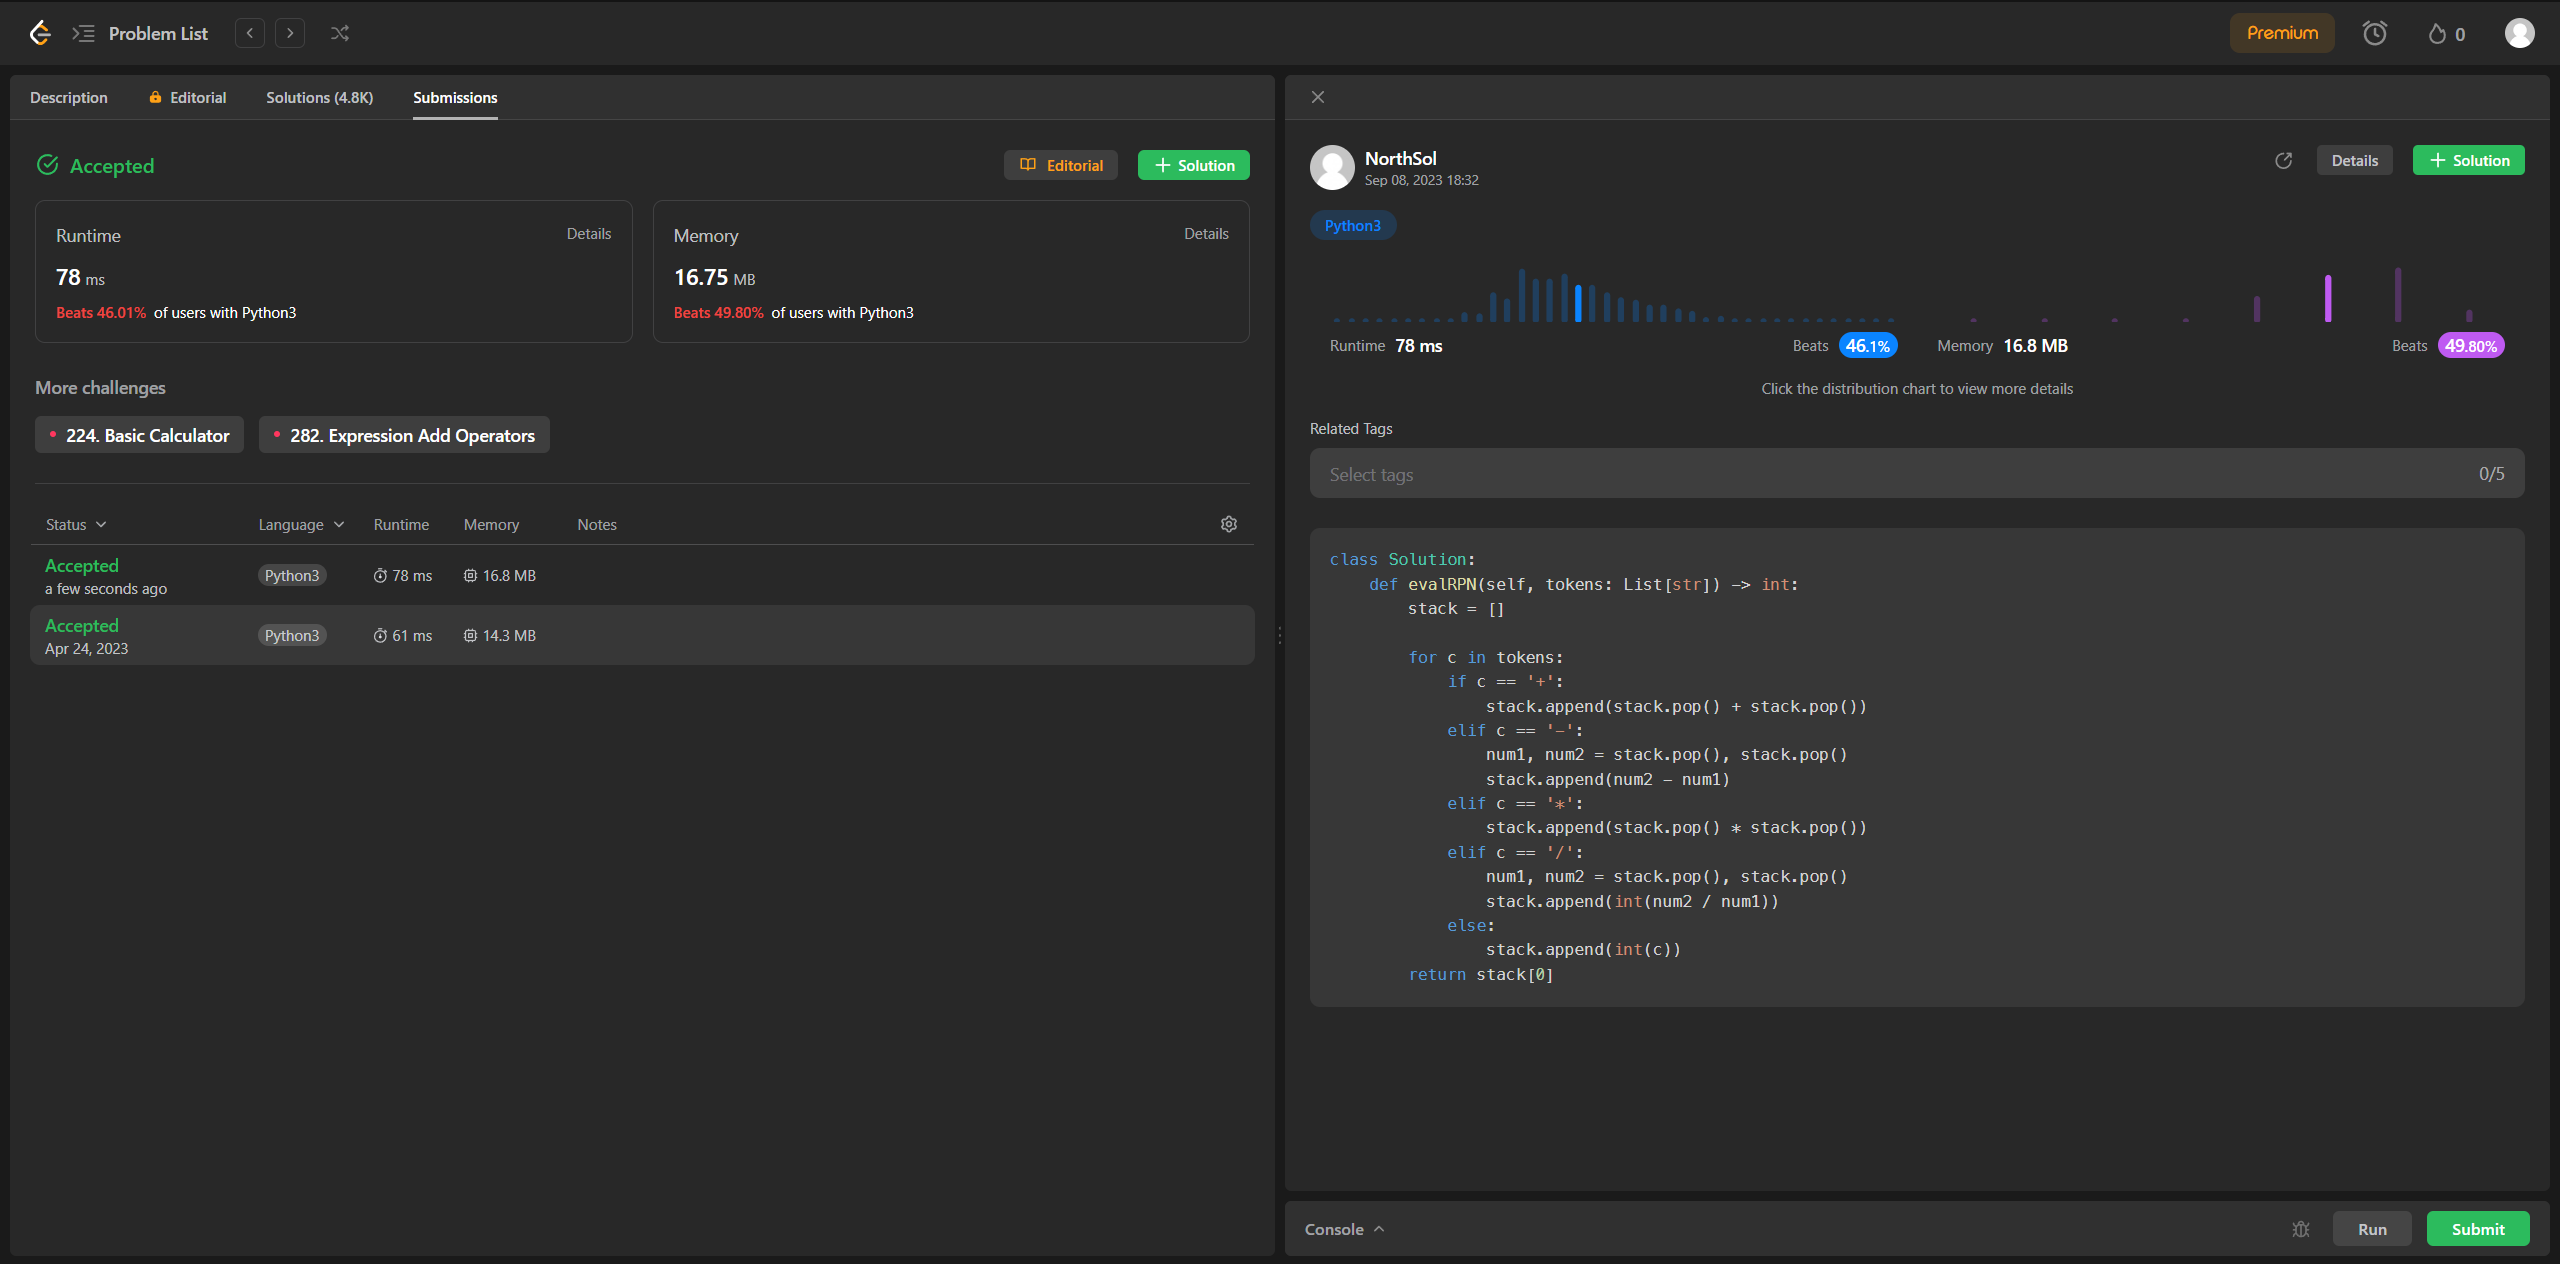 Problem List
Premium
0
Description
Editorial
Solutions (4.8K)
Submissions
Accepted
Editorial
Solution
Runtime
Details
78 ms
Beats 46.01% of users with Python3
Memory
Details
16.75 MB
Beats 49.80% of users with Python3
More challenges
224. Basic Calculator
282. Expression Add Operators
Status Language Runtime Memory Notes
Accepted
a few seconds ago
Python3 78 ms 16.8 MB
Accepted
Apr 24, 2023
Python3 61 ms 14.3 MB
NorthSol
Sep 08, 2023 18:32
Details
Solution
Python3
Runtime 78 ms Beats 46.1%
Memory 16.8 MB Beats 49.80%
Click the distribution chart to view more details
Related Tags
Select tags 0/5
class Solution:
    def evalRPN(self, tokens: List[str]) -> int:
        stack = []

        for c in tokens:
            if c == '+':
                stack.append(stack.pop() + stack.pop())
            elif c == '-':
                num1, num2 = stack.pop(), stack.pop()
                stack.append(num2 - num1)
            elif c == '*':
                stack.append(stack.pop() * stack.pop())
            elif c == '/':
                num1, num2 = stack.pop(), stack.pop()
                stack.append(int(num2 / num1))
            else:
                stack.append(int(c))
        return stack[0]
Console
Run
Submit